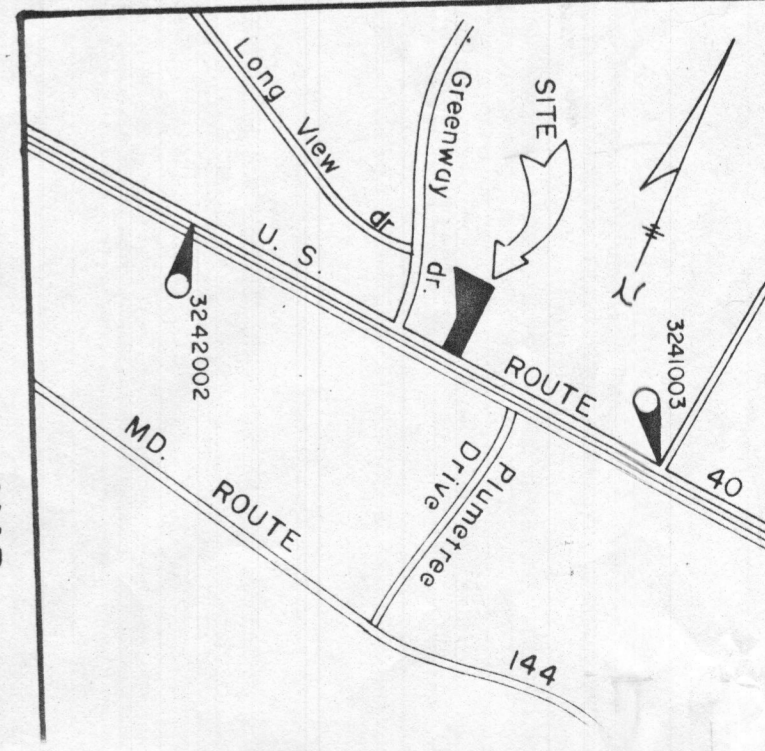 Long View dr
Greenway dr.
SITE
N
3241003
U. S. ROUTE 40
3242002
MD. ROUTE 144
Plumetree
Drive